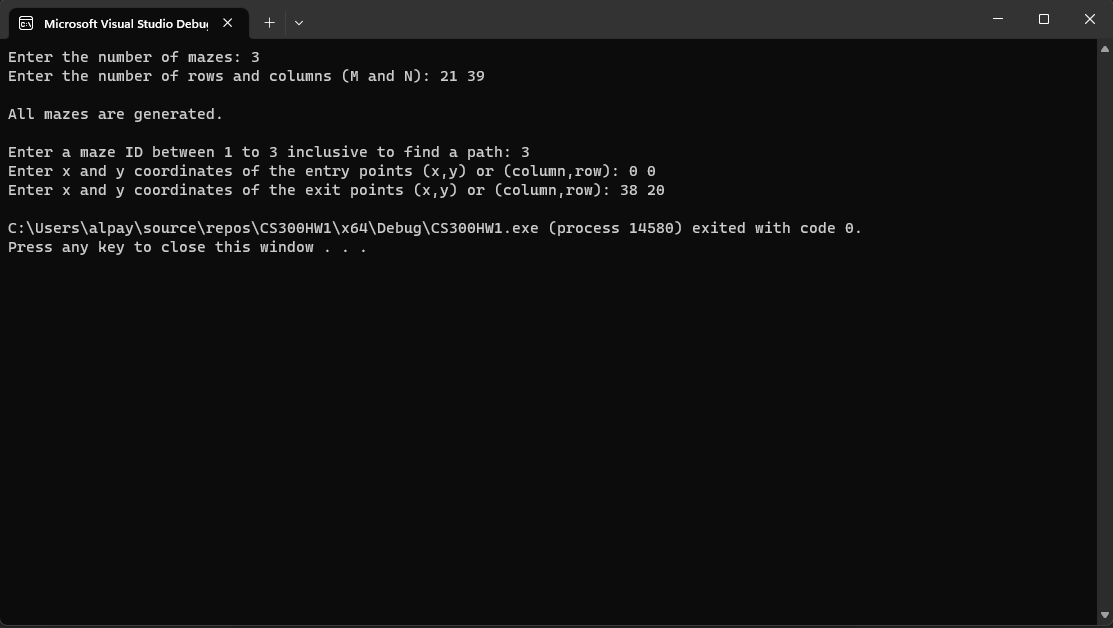 Microsoft Visual Studio Debug
Enter the number of mazes: 3
Enter the number of rows and columns (M and N): 21 39
All mazes are generated.
Enter a maze ID between 1 to 3 inclusive to find a path: 3
Enter x and y coordinates of the entry points (x,y) or (column,row): 0 0
Enter x and y coordinates of the exit points (x,y) or (column,row): 38 20
C:\Users\alpay\source\repos\CS300HW1\x64\Debug\CS300HW1.exe (process 14580) exited with code 0.
Press any key to close this window . . .